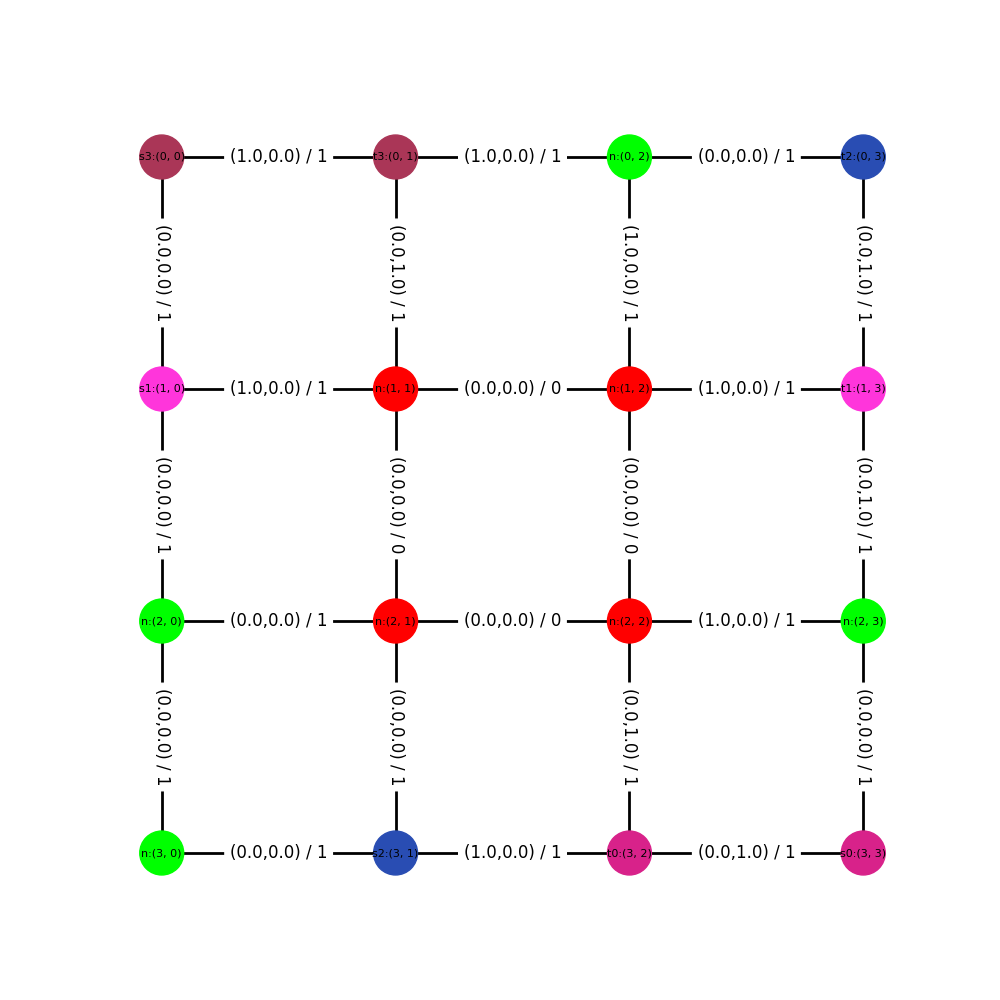 s3:(0, 0) (1.0,0.0) / 1 t3:(0, 1) (1.0,0.0) / 1 n:(0, 2) (0.0,0.0) / 1 t2:(0, 3)
(0.0,0.0) / 1 (0.0,1.0) / 1 (1.0,0.0) / 1 (0.0,1.0) / 1
s1:(1, 0) (1.0,0.0) / 1 n:(1, 1) (0.0,0.0) / 0 n:(1, 2) (1.0,0.0) / 1 t1:(1, 3)
(0.0,0.0) / 1 (0.0,0.0) / 0 (0.0,0.0) / 0 (0.0,1.0) / 1
n:(2, 0) (0.0,0.0) / 1 n:(2, 1) (0.0,0.0) / 0 n:(2, 2) (1.0,0.0) / 1 n:(2, 3)
(0.0,0.0) / 1 (0.0,0.0) / 1 (0.0,1.0) / 1 (0.0,0.0) / 1
n:(3, 0) (0.0,0.0) / 1 s2:(3, 1) (1.0,0.0) / 1 t0:(3, 2) (0.0,1.0) / 1 s0:(3, 3)